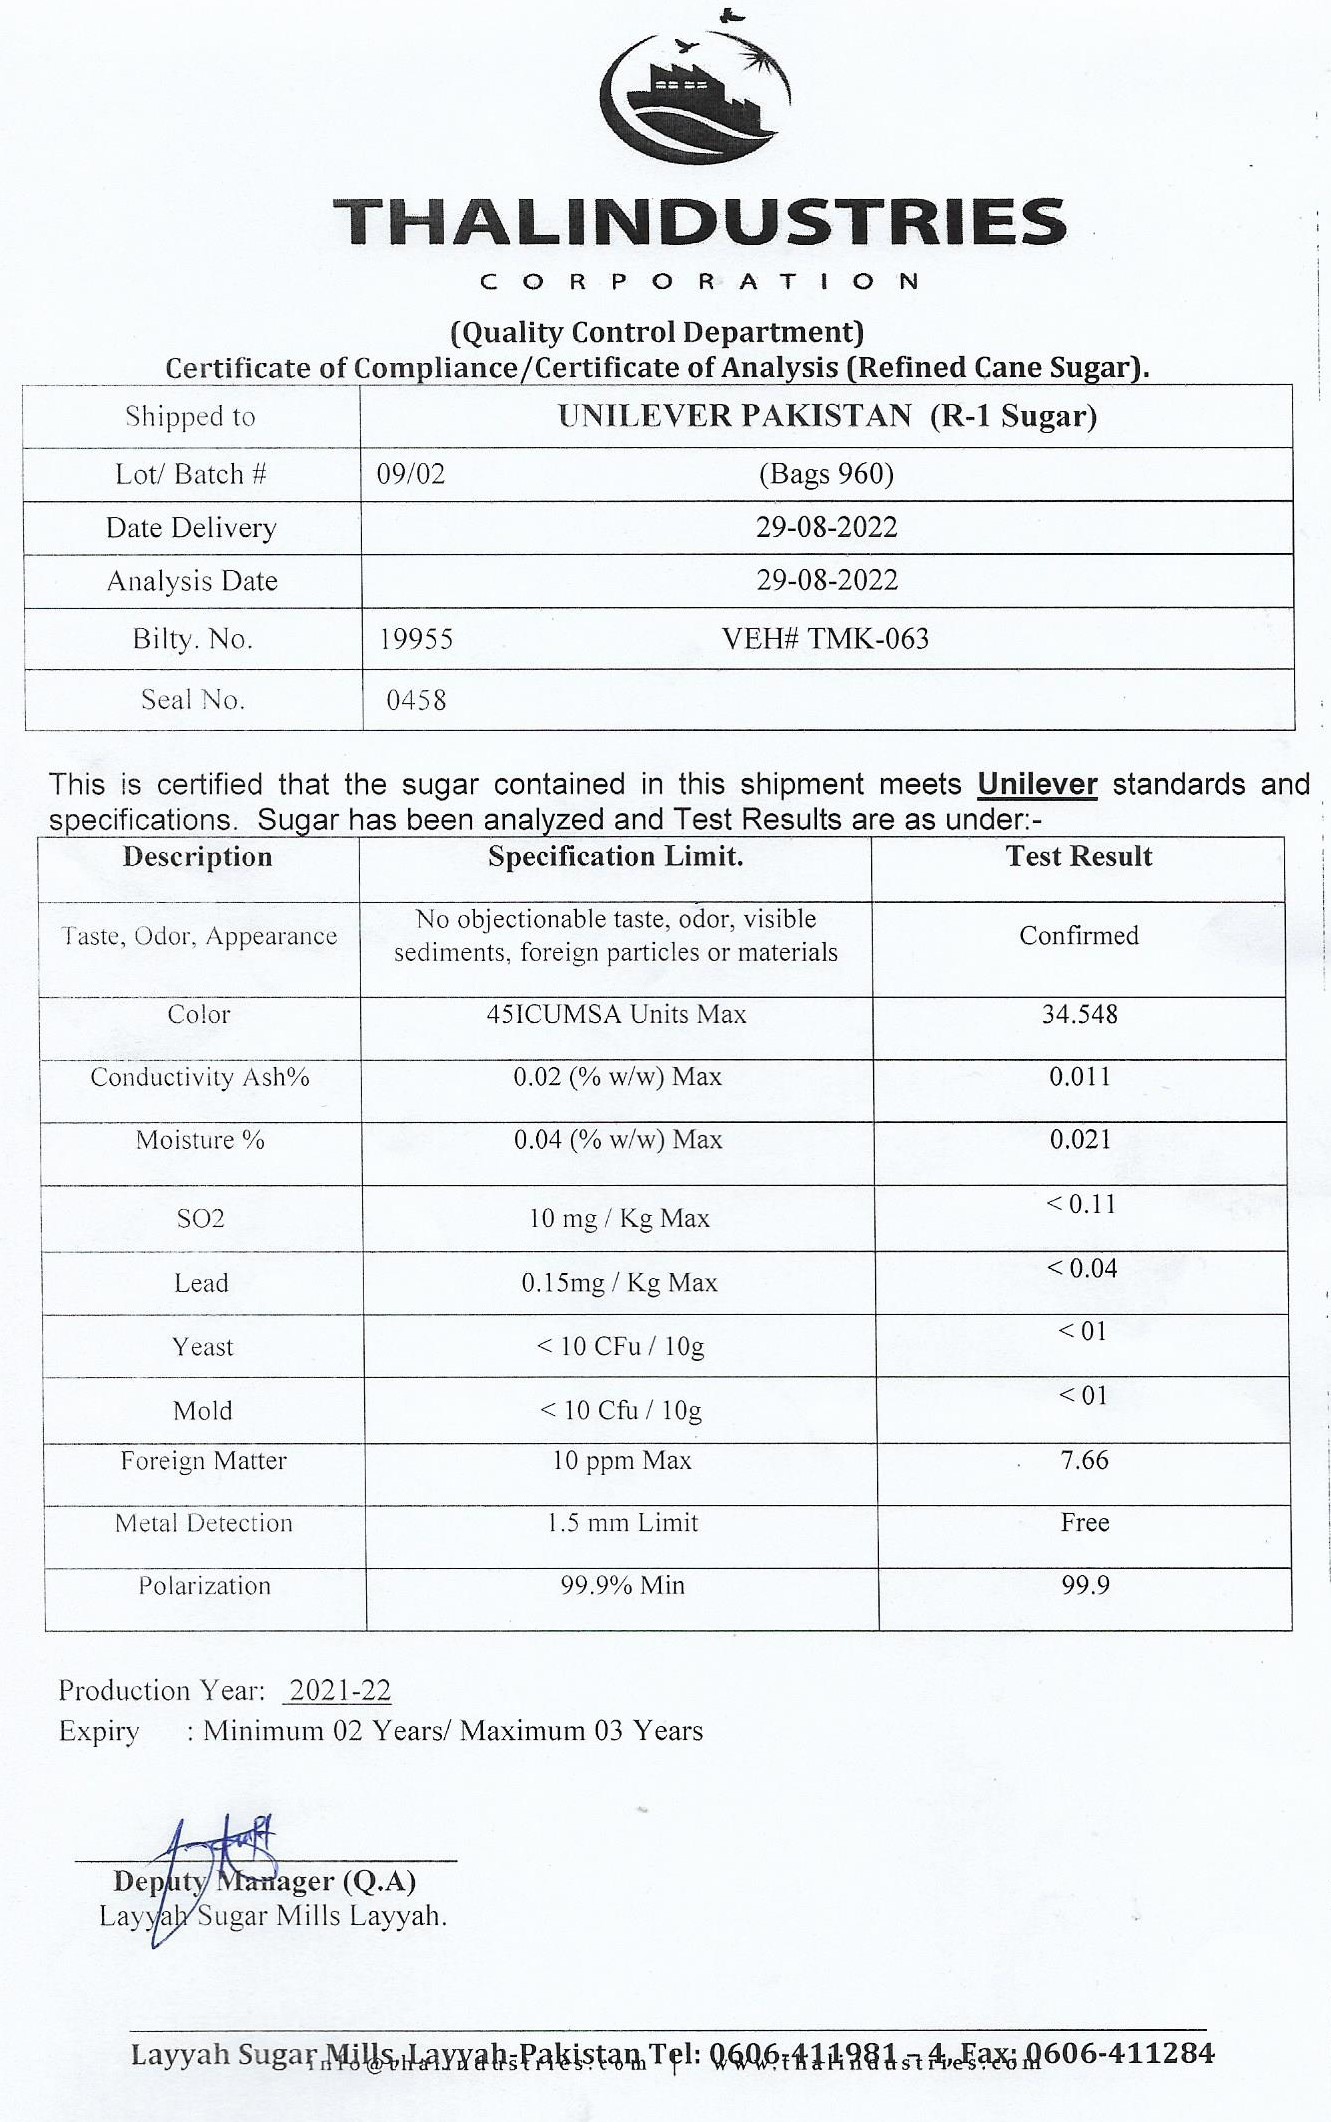 THALINDUSTRIES
CORPORATION
(Quality Control Department)
Certificate of Compliance/Certificate of Analysis (Refined Cane Sugar).
Shipped to UNILEVER PAKISTAN (R-1 Sugar)
Lot/ Batch # 09/02 (Bags 960)
Date Delivery 29-08-2022
Analysis Date 29-08-2022
Bilty. No. 19955 VEH# TMK-063
Seal No. 0458
This is certified that the sugar contained in this shipment meets Unilever standards and
specifications. Sugar has been analyzed and Test Results are as under:-
Description Specification Limit. Test Result
Taste, Odor, Appearance No objectionable taste, odor, visible
sediments, foreign particles or materials Confirmed
Color 45ICUMSA Units Max 34.548
Conductivity Ash% 0.02 (% w/w) Max 0.011
Moisture % 0.04 (% w/w) Max 0.021
SO2 10 mg / Kg Max < 0.11
Lead 0.15mg / Kg Max < 0.04
Yeast < 10 CFu / 10g < 01
Mold < 10 Cfu / 10g < 01
Foreign Matter 10 ppm Max 7.66
Metal Detection 1.5 mm Limit Free
Polarization 99.9% Min 99.9
Production Year: 2021-22
Expiry : Minimum 02 Years/ Maximum 03 Years
Deputy Manager (Q.A)
Layyah Sugar Mills Layyah.
Layyah Sugar Mills, Layyah-Pakistan Tel: 0606-411981 – 4, Fax: 0606-411284
info@thalindustries.com | www.thalindustries.com